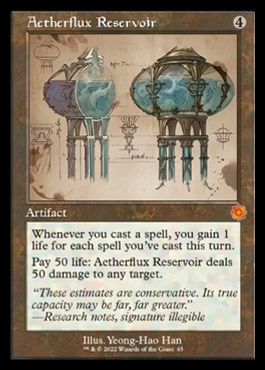 Aetherflux Reservoir 4
Artifact
Whenever you cast a spell, you gain 1
life for each spell you've cast this turn.
Pay 50 life: Aetherflux Reservoir deals
50 damage to any target.
“These estimates are conservative. Its true
capacity may be far, far greater.”
—Research notes, signature illegible
Illus. Yeong-Hao Han
™ & © 2022 Wizards of the Coast 65